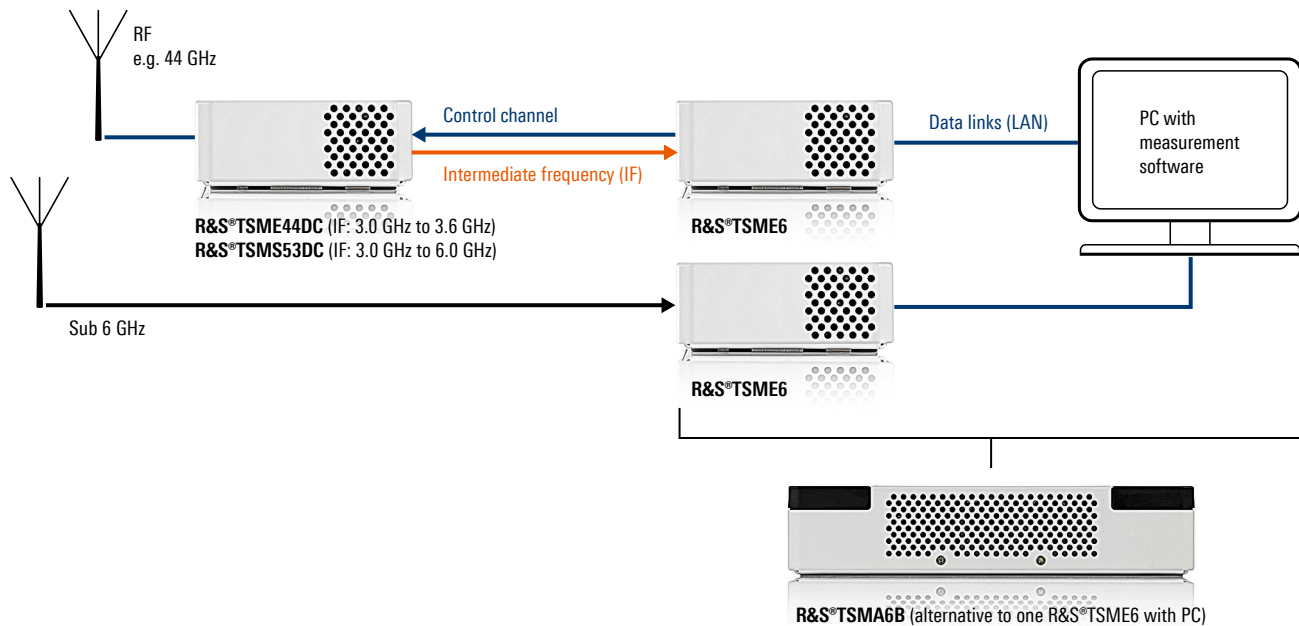 RF
e.g. 44 GHz
Control channel
Intermediate frequency (IF)
Data links (LAN)
PC with
measurement
software
R&S®TSME44DC (IF: 3.0 GHz to 3.6 GHz)
R&S®TSMS53DC (IF: 3.0 GHz to 6.0 GHz)
R&S®TSME6
Sub 6 GHz
R&S®TSME6
R&S®TSMA6B (alternative to one R&S®TSME6 with PC)